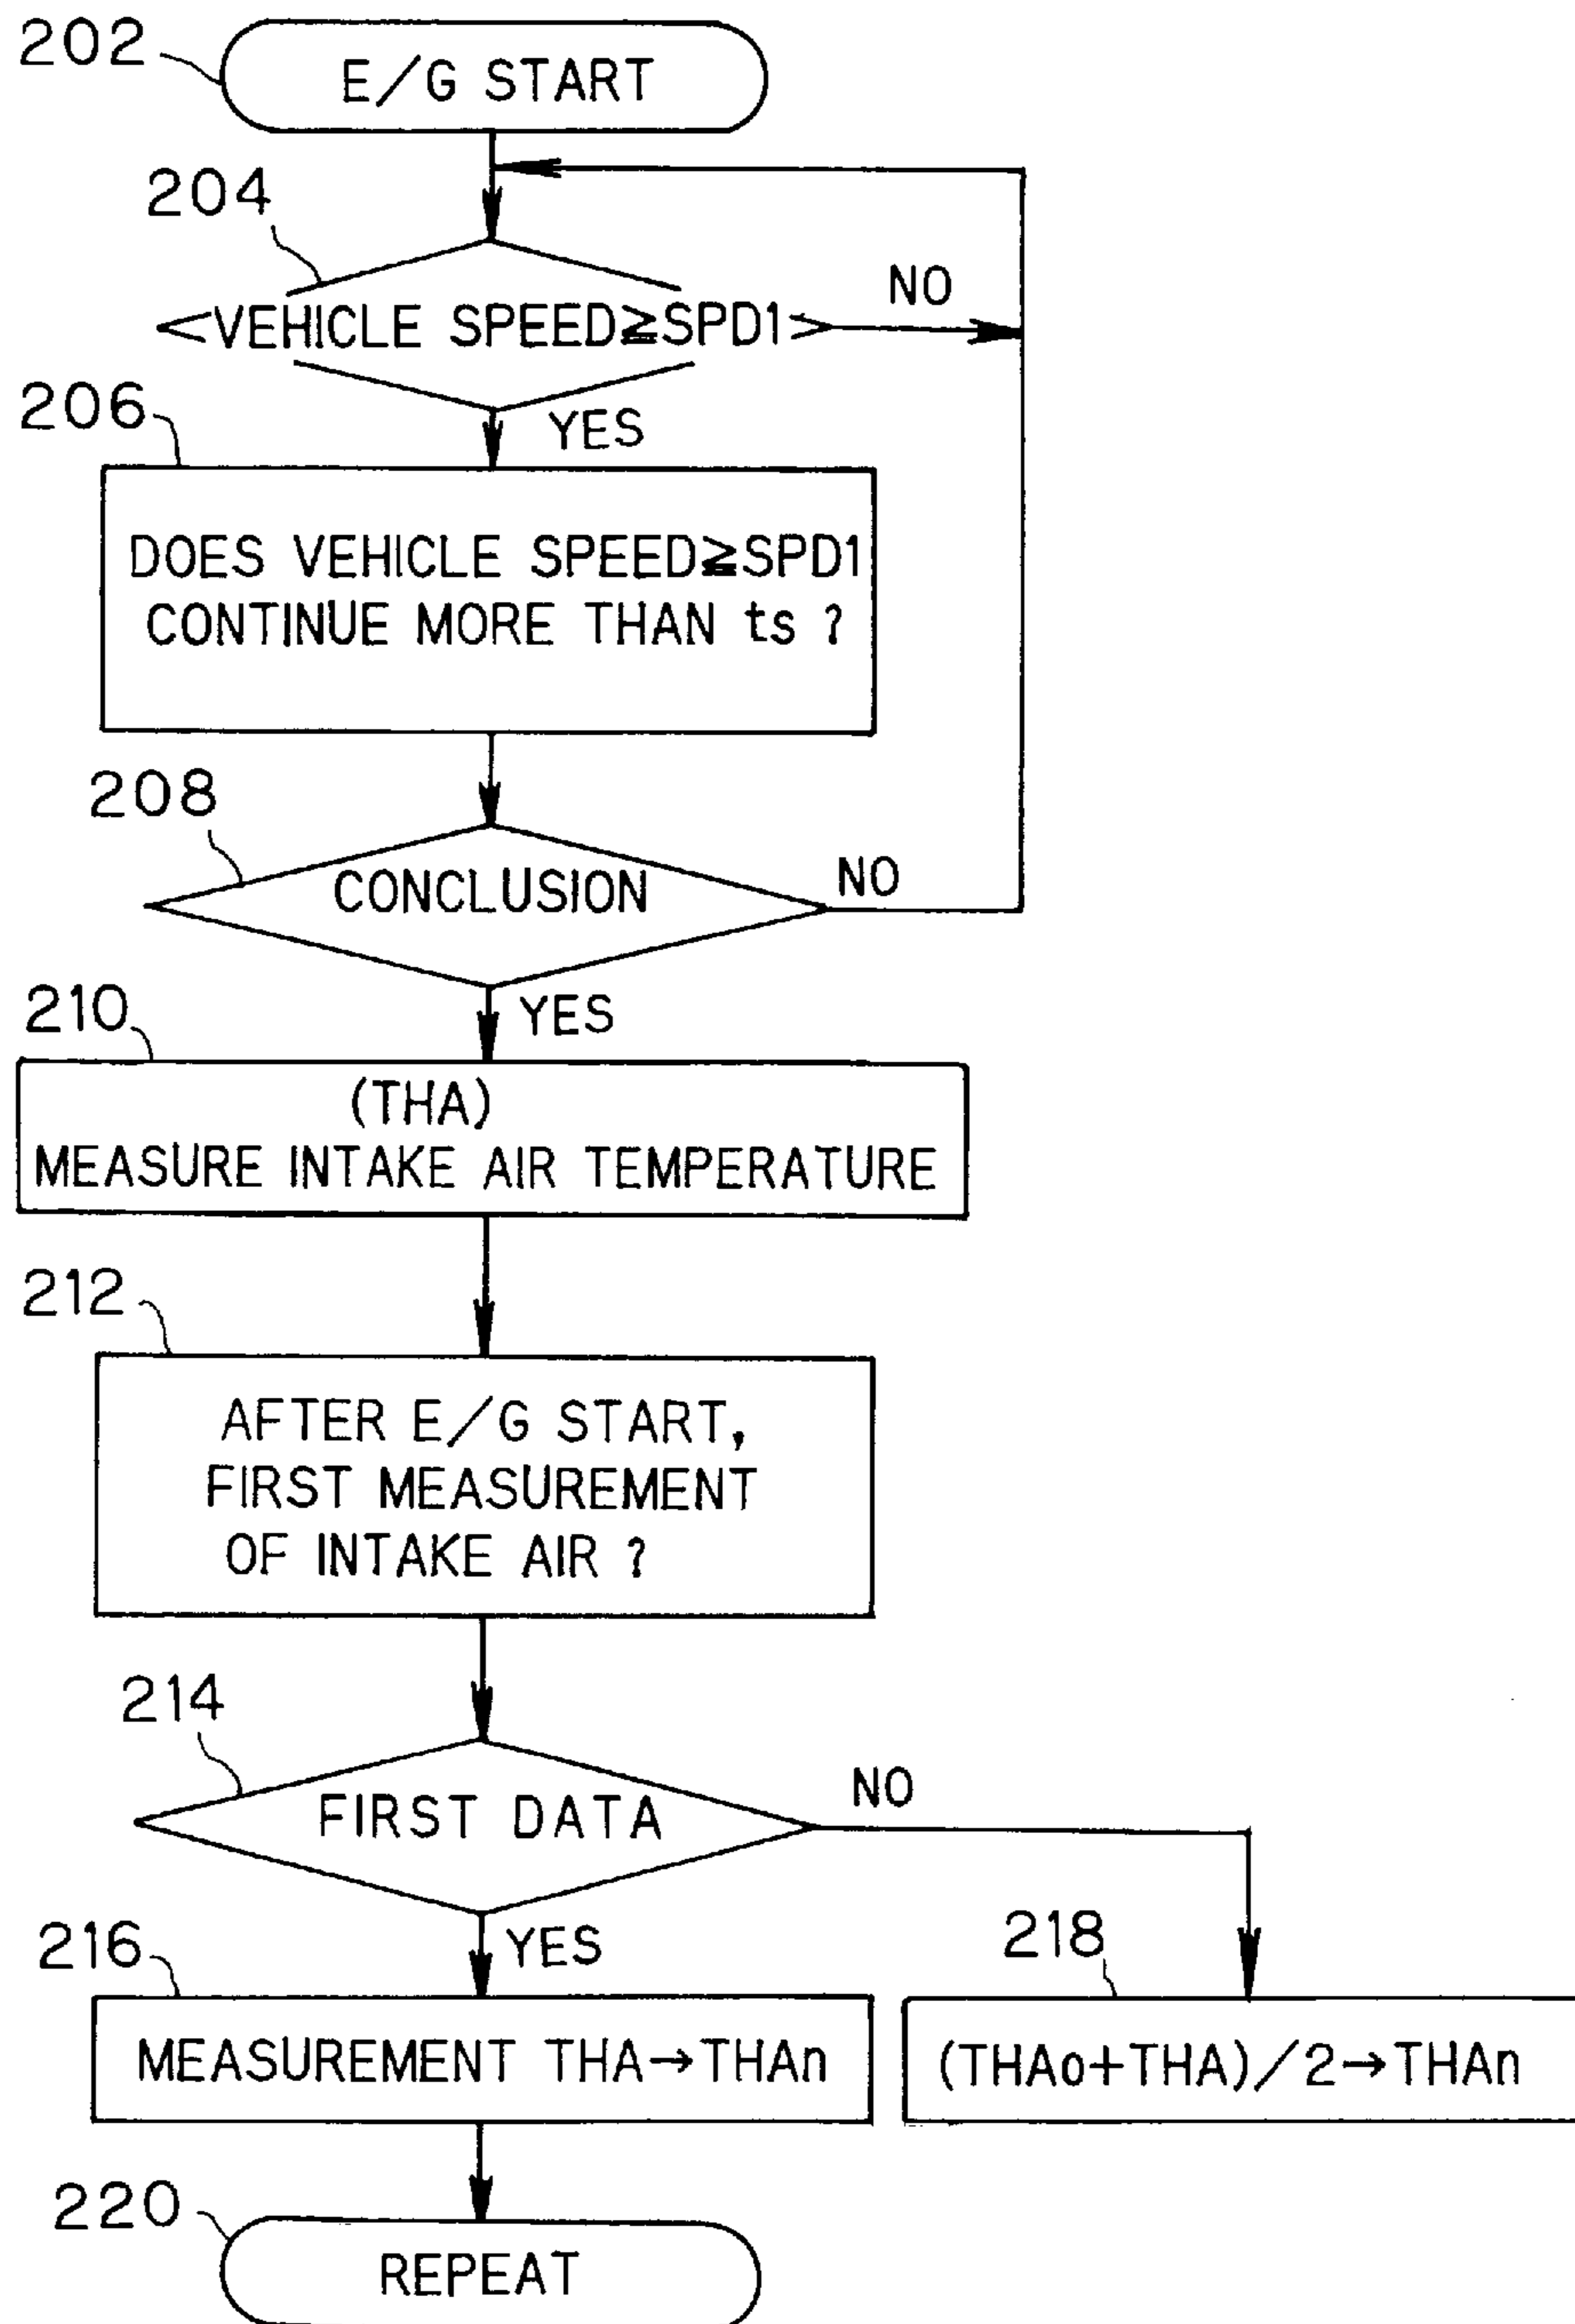 202
E/G START
204
<VEHICLE SPEED≧SPD1>
NO
206
YES
DOES VEHICLE SPEED≧SPD1
CONTINUE MORE THAN ts ?
208
CONCLUSION
NO
210
YES
(THA)
MEASURE INTAKE AIR TEMPERATURE
212
AFTER E/G START,
FIRST MEASUREMENT
OF INTAKE AIR ?
214
FIRST DATA
NO
216
YES
218
MEASUREMENT THA→THAn
(THAo+THA)/2→THAn
220
REPEAT